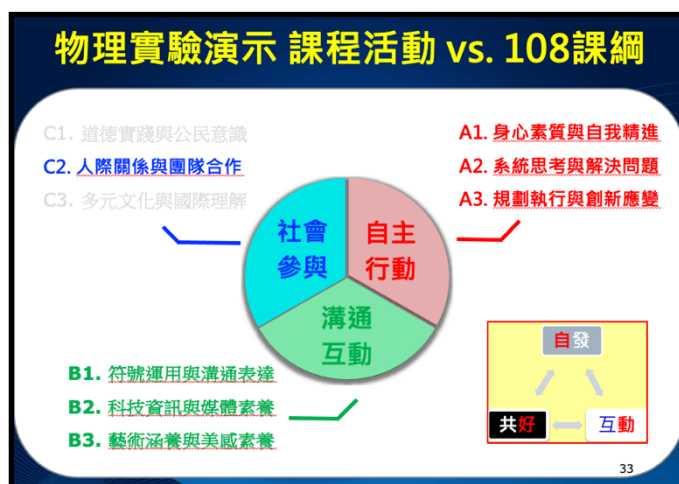 物理實驗演示 課程活動 vs. 108課綱
C1. 道德實踐與公民意識
C2. 人際關係與團隊合作
C3. 多元文化與國際理解
A1. 身心素質與自我精進
A2. 系統思考與解決問題
A3. 規劃執行與創新應變
社會
參與
自主
行動
溝通
互動
B1. 符號運用與溝通表達
B2. 科技資訊與媒體素養
B3. 藝術涵養與美感素養
自發
共好
互動
33